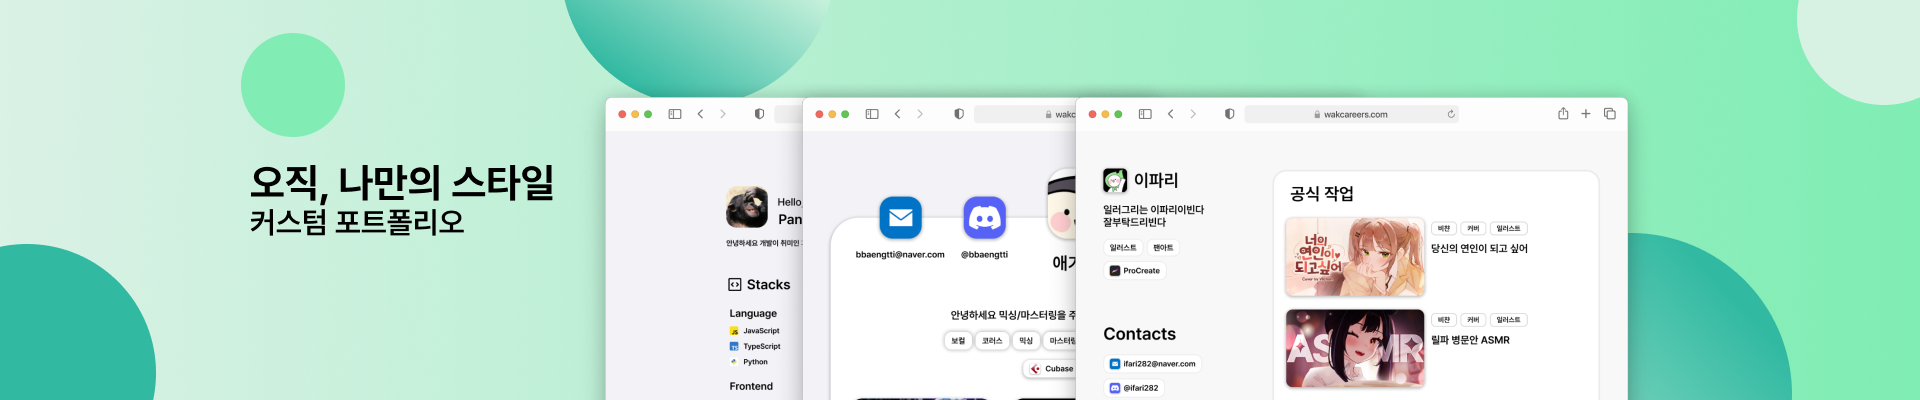 오직, 나만의 스타일
커스텀 포트폴리오
Hello
Pan
안녕하세요 개발이 취미인
Stacks
Language
JavaScript
TypeScript
Python
Frontend
wakc
bbaengtti@naver.com
@bbaengtti
애기
안녕하세요 믹싱/마스터링을 주
보컬
코러스
믹싱
마스터링
Cubase
wakcareers.com
이파리
일러그리는 이파리이빈다
잘부탁드리빈다
일러스트
팬아트
ProCreate
Contacts
ifari282@naver.com
@ifari282
공식 작업
너의
연인이
되고싶어
비챤
커버
일러스트
당신의 연인이 되고 싶어
ASMR
비챤
커버
일러스트
릴파 병문안 ASMR